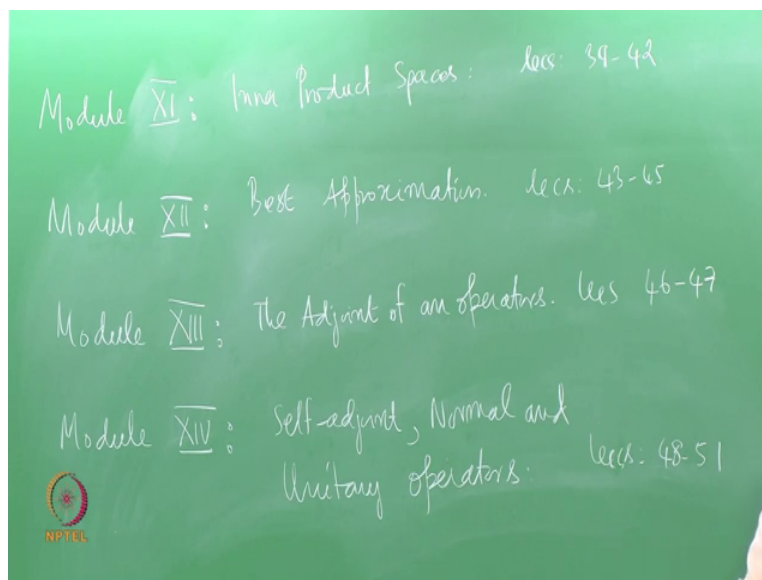 Module XI: Inner Product Spaces: lecs: 39-42
Module XII: Best Approximation. lecs: 43-45
Module XIII: The Adjoint of an operators. lecs 46-47
Module XIV: Self-adjoint, Normal and
Unitary operators: lecs: 48-51
NPTEL